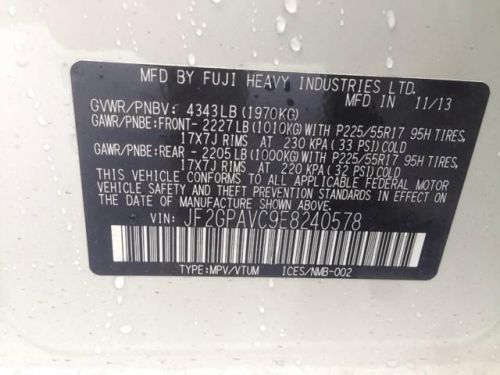 MFD BY FUJI HEAVY INDUSTRIES LTD. IN 11/13
GVWR/PNBV: 4343LB(1970KG)
GAWR/PNBE:FRONT- 2227LB(1010KG)WITH P225/55R17 95H TIRES,
17X7J RIMS AT 230 KPA (33 PSI)COLD
GAWR/PNBE:REAR - 2205LB(1000KG)WITH P225/55R17 95H TIRES,
17X7J RIMS AT 220 KPA (32 PSI)COLD
THIS VEHICLE CONFORMS TO ALL APPLICABLE FEDERAL MOTOR
VEHICLE SAFETY AND THEFT PREVENTION STANDARDS IN EFFECT ON
THE DATE OF MANUFACTURE SHOWN ABOVE.
VIN: JF2GPAVC9E8240578
TYPE:MPV/VTUM ICES/NMB-002